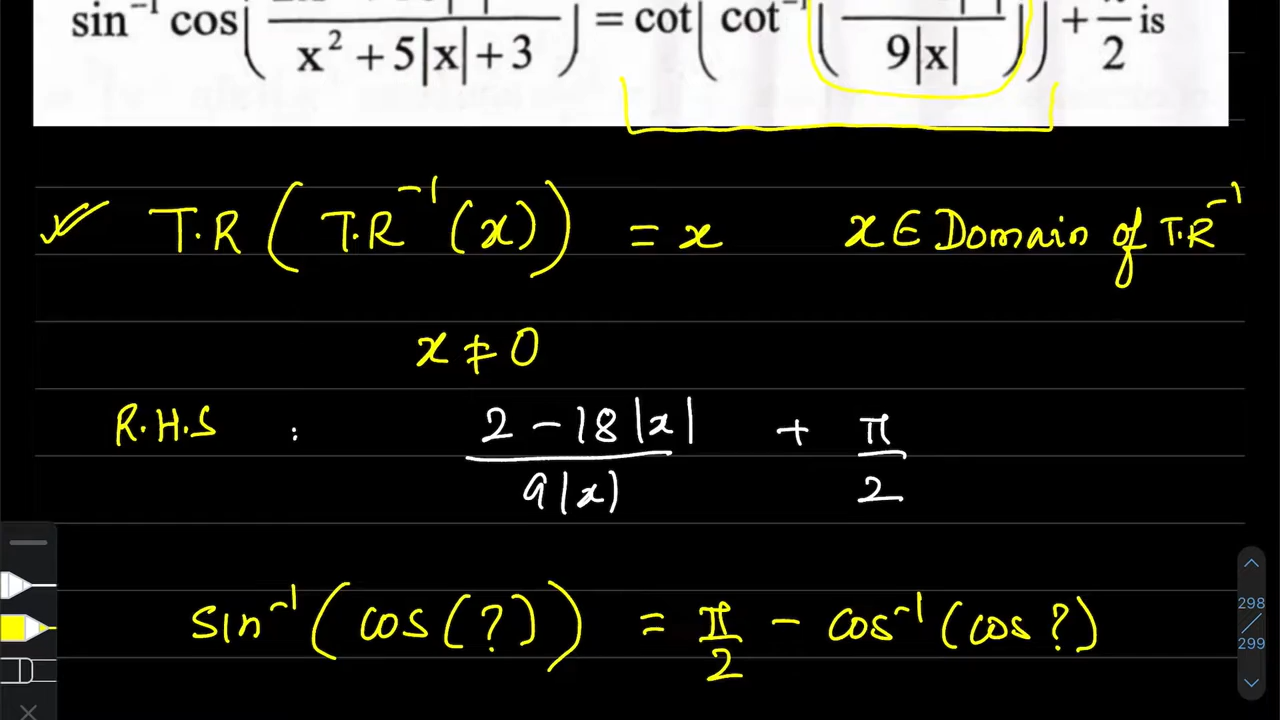 sin⁻¹ cos( / x² + 5|x| + 3 ) = cot( cot⁻¹( / 9|x| )) + π/2 is
T.R ( T.R⁻¹ (x) ) = x x ∈ Domain of T.R⁻¹
x ≠ 0
R.H.S : 2 - 18|x| / 9|x| + π/2
sin⁻¹ ( cos (?) ) = π/2 - cos⁻¹ (cos ?)
298
299